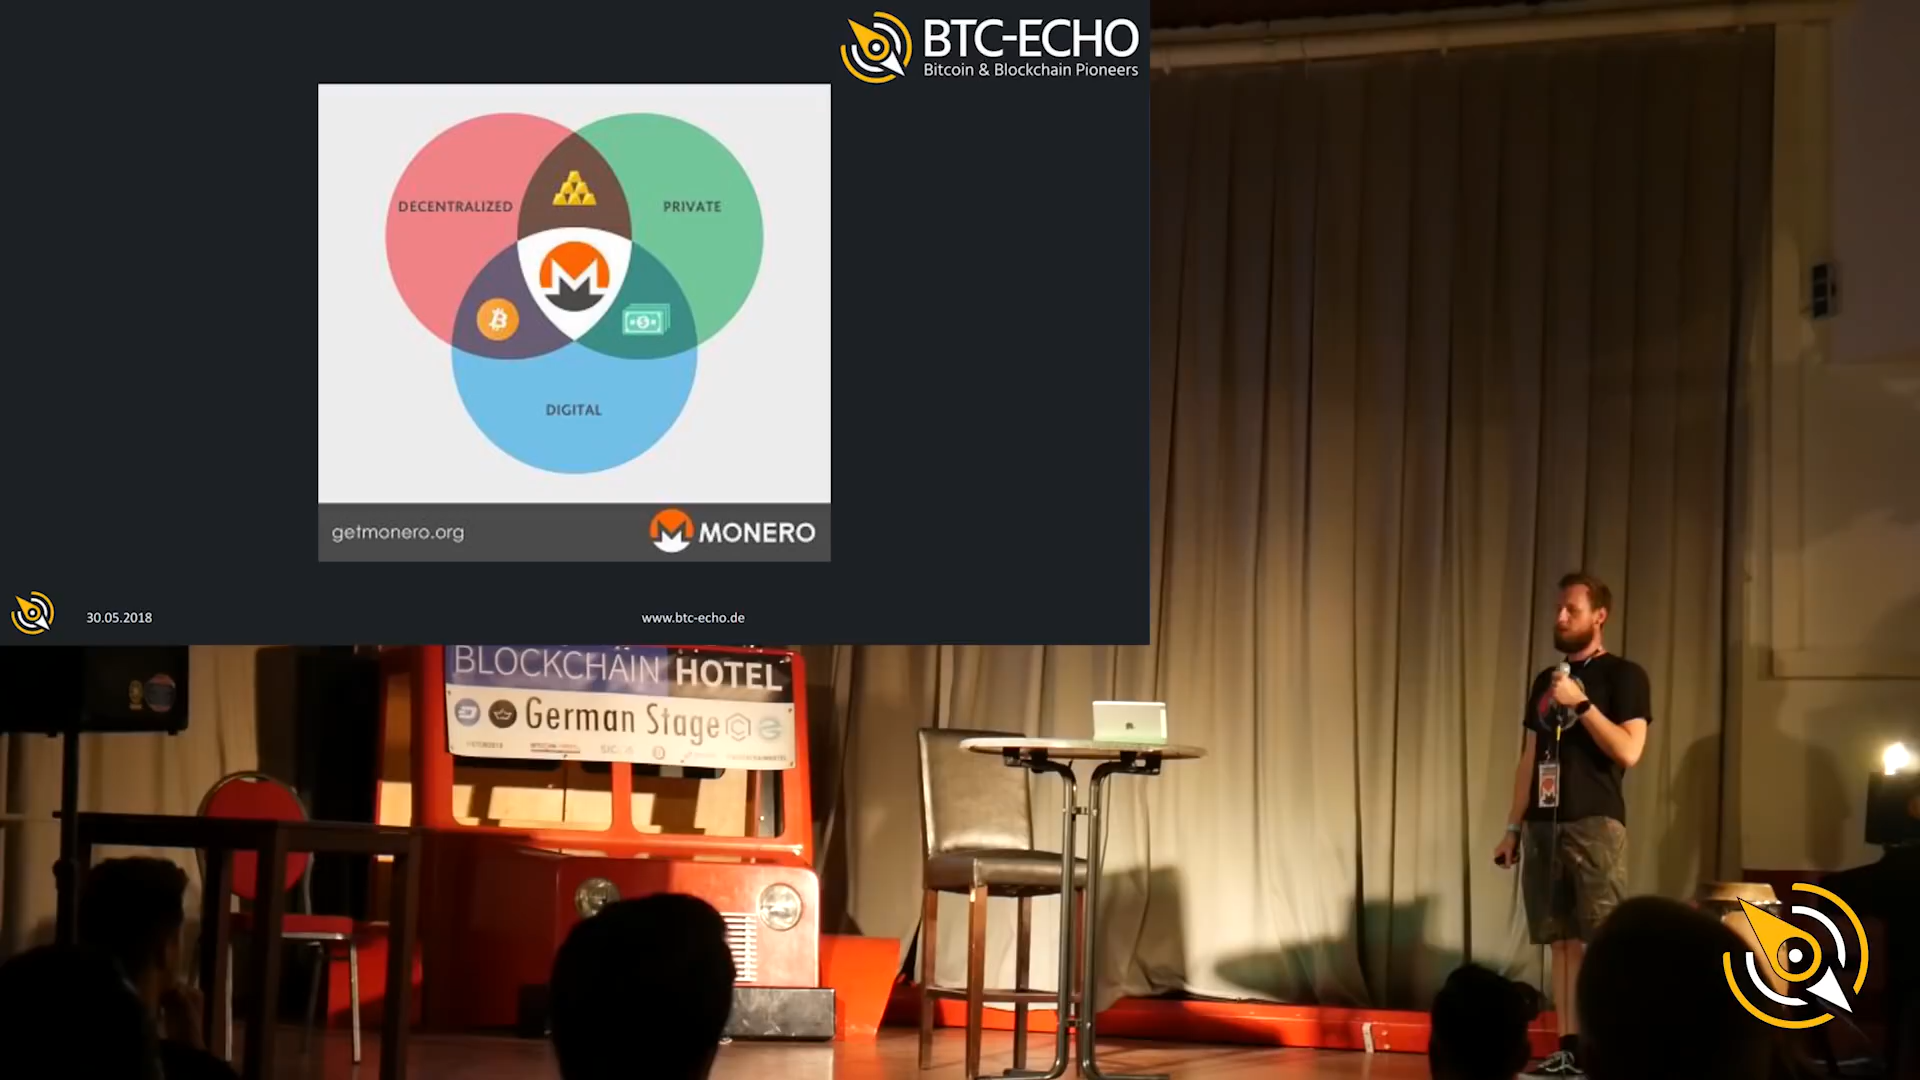 BTC-ECHO
Bitcoin & Blockchain Pioneers
DECENTRALIZED
PRIVATE
DIGITAL
getmonero.org
MONERO
30.05.2018
www.btc-echo.de
BLOCKCHAIN HOTEL
German Stage